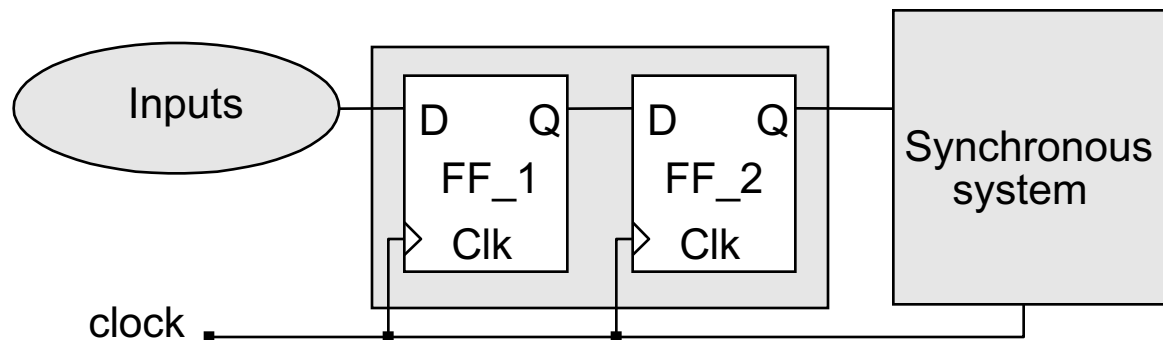 Inputs
D Q
FF_1
Clk
D Q
FF_2
Clk
Synchronous
system
clock